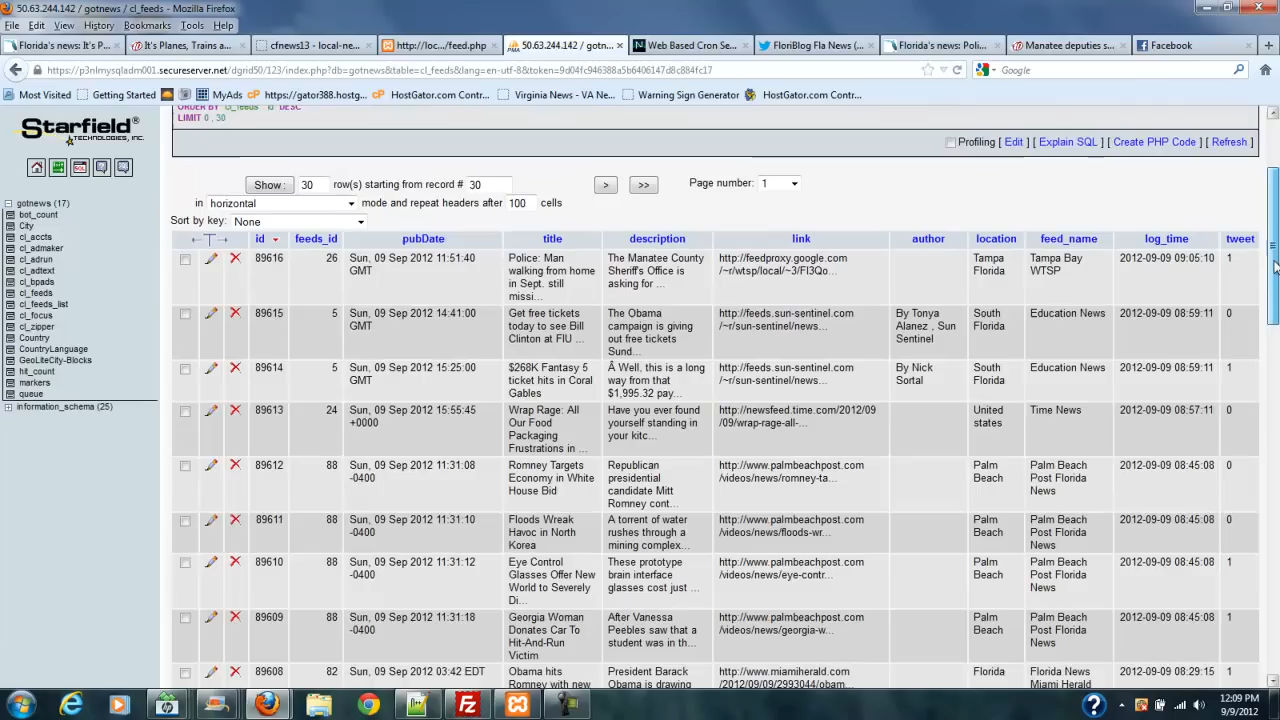 50.63.244.142 / gotnews / cl_feeds - Mozilla Firefox
File Edit View History Bookmarks Tools Help
Florida's news: It's P... It's Planes, Trains a... cfnews13 - local-ne... http://loc.../feed.php 50.63.244.142 / gotn... Web Based Cron Se... FloriBlog Fla News (... Florida's news: Poli... Manatee deputies s... Facebook
https://p3nlmysqladm001.secureserver.net/dgrid50/123/index.php?db=gotnews&table=cl_feeds&lang=en-utf-8&token=9d04fc946388a5b6406147d8c884fc17 Google
Most Visited Getting Started MyAds https://gator388.hostg... HostGator.com Contr... Virginia News - VA Ne... Warning Sign Generator HostGator.com Contr...
ORDER BY `cl_feeds`.`id` DESC
LIMIT 0 , 30
Starfield
TECHNOLOGIES, INC.
Profiling [ Edit ] [ Explain SQL ] [ Create PHP Code ] [ Refresh ]
Show : 30 row(s) starting from record # 30 > >> Page number: 1
in horizontal mode and repeat headers after 100 cells
Sort by key: None
gotnews (17)
bot_count
City
cl_accts
cl_admaker
cl_adrun
cl_adtext
cl_bpads
cl_feeds
cl_feeds_list
cl_focus
cl_zipper
Country
CountryLanguage
GeoLiteCity-Blocks
hit_count
markers
queue
information_schema (25)
←T→ id feeds_id pubDate title description link author location feed_name log_time tweet
89616 26 Sun, 09 Sep 2012 11:51:40 Police: Man The Manatee County http://feedproxy.google.com Tampa Tampa Bay 2012-09-09 09:05:10 1
GMT walking from home Sheriff's Office is /~r/wtsp/local/~3/FI3Qo... Florida WTSP
in Sept. still asking for ...
missi...
89615 5 Sun, 09 Sep 2012 14:41:00 Get free tickets The Obama http://feeds.sun-sentinel.com By Tonya South Education News 2012-09-09 08:59:11 0
GMT today to see Bill campaign is giving /~r/sun-sentinel/news... Alanez , Sun Florida
Clinton at FIU ... out free tickets Sentinel
Sund...
89614 5 Sun, 09 Sep 2012 15:25:00 $268K Fantasy 5 Â Well, this is a long http://feeds.sun-sentinel.com By Nick South Education News 2012-09-09 08:59:11 1
GMT ticket hits in Coral way from that /~r/sun-sentinel/news... Sortal Florida
Gables $1,995.32 pay...
89613 24 Sun, 09 Sep 2012 15:55:45 Wrap Rage: All Have you ever found http://newsfeed.time.com/2012/09 United Time News 2012-09-09 08:57:11 0
+0000 Our Food yourself standing in /09/wrap-rage-all-... states
Packaging your kitc...
Frustrations in ...
89612 88 Sun, 09 Sep 2012 11:31:08 Romney Targets Republican http://www.palmbeachpost.com Palm Palm Beach 2012-09-09 08:45:08 0
-0400 Economy in White presidential /videos/news/romney-ta... Beach Post Florida
House Bid candidate Mitt News
Romney cont...
89611 88 Sun, 09 Sep 2012 11:31:10 Floods Wreak A torrent of water http://www.palmbeachpost.com Palm Palm Beach 2012-09-09 08:45:08 0
-0400 Havoc in North rushes through a /videos/news/floods-wr... Beach Post Florida
Korea mining complex... News
89610 88 Sun, 09 Sep 2012 11:31:12 Eye Control These prototype http://www.palmbeachpost.com Palm Palm Beach 2012-09-09 08:45:08 1
-0400 Glasses Offer New brain interface /videos/news/eye-contr... Beach Post Florida
World to Severely glasses cost just ... News
Di...
89609 88 Sun, 09 Sep 2012 11:31:18 Georgia Woman After Vanessa http://www.palmbeachpost.com Palm Palm Beach 2012-09-09 08:45:08 1
-0400 Donates Car To Peebles saw that a /videos/news/georgia-w... Beach Post Florida
Hit-And-Run student was in th... News
Victim
89608 82 Sun, 09 Sep 2012 03:42 EDT Obama hits President Barack http://www.miamiherald.com Florida Florida News 2012-09-09 08:29:15 1
Romney with new Obama is drawing /2012/09/09/2993044/obam... Miami Herald
12:09 PM
9/9/2012